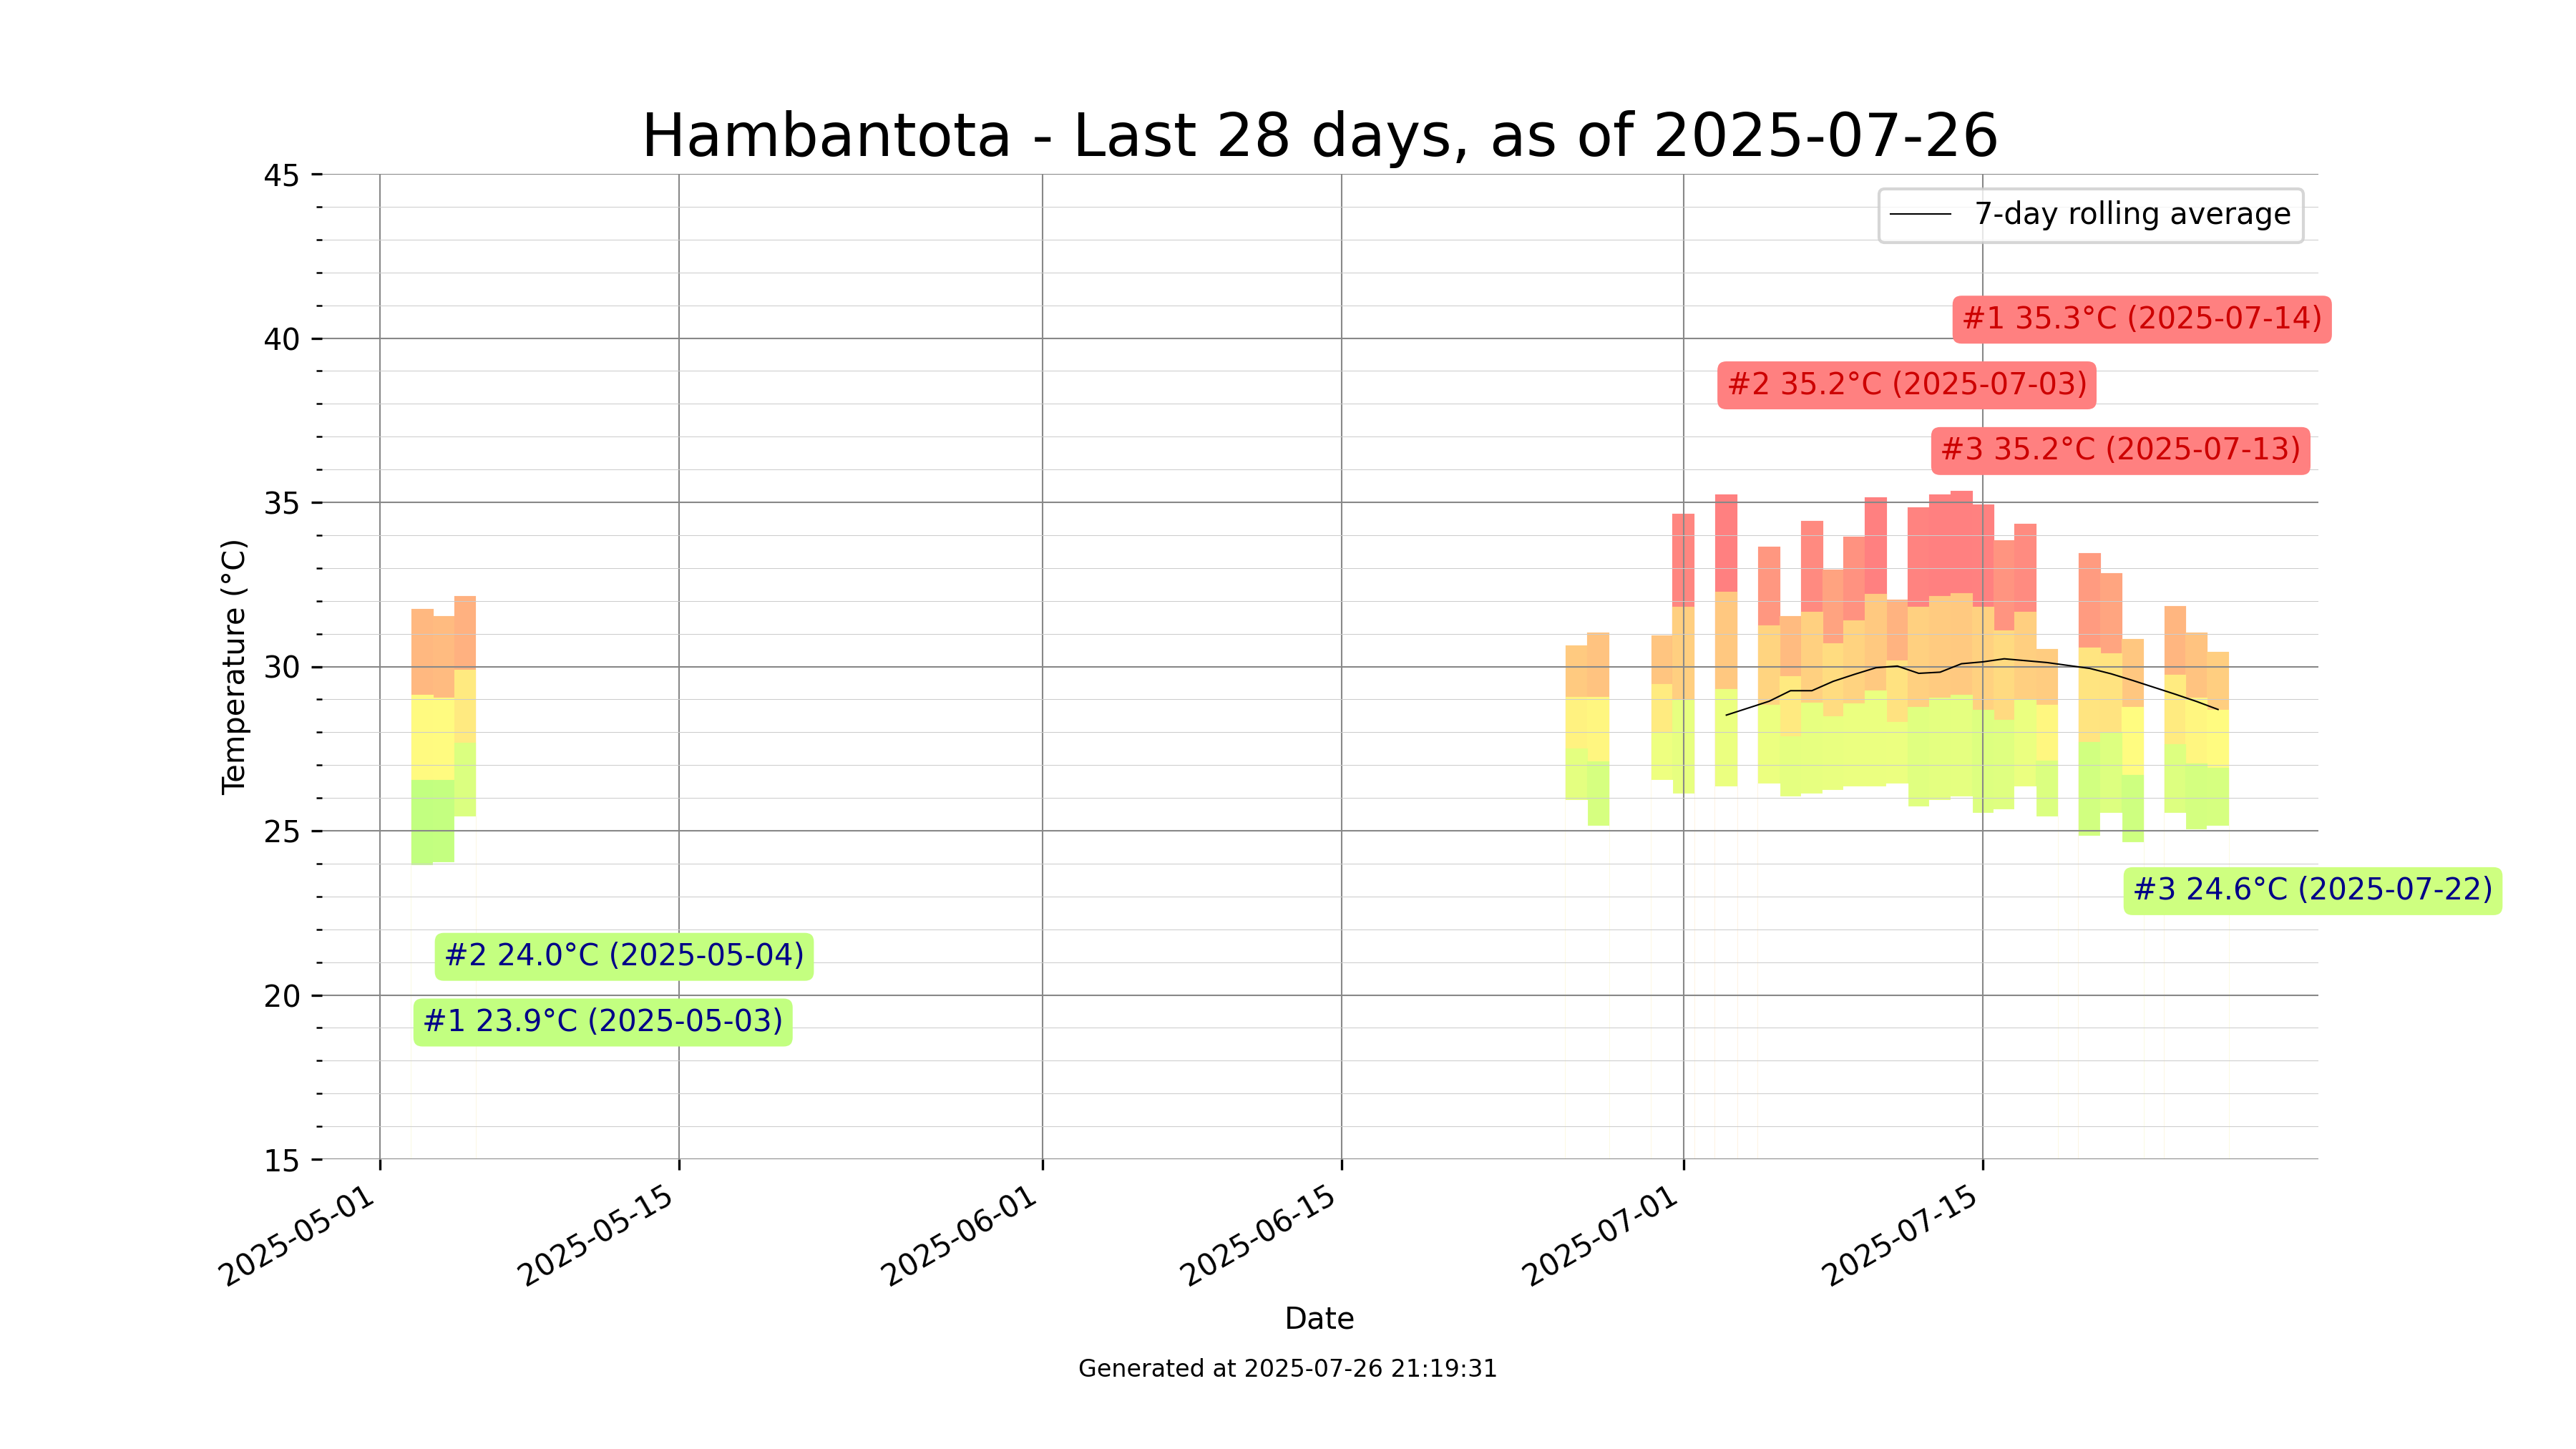 Hambantota - Last 28 days, as of 2025-07-26
45
40
35
30
25
20
15
Temperature (°C)
7-day rolling average
#1 35.3°C (2025-07-14)
#2 35.2°C (2025-07-03)
#3 35.2°C (2025-07-13)
#3 24.6°C (2025-07-22)
#2 24.0°C (2025-05-04)
#1 23.9°C (2025-05-03)
2025-05-01
2025-05-15
2025-06-01
2025-06-15
2025-07-01
2025-07-15
Date
Generated at 2025-07-26 21:19:31